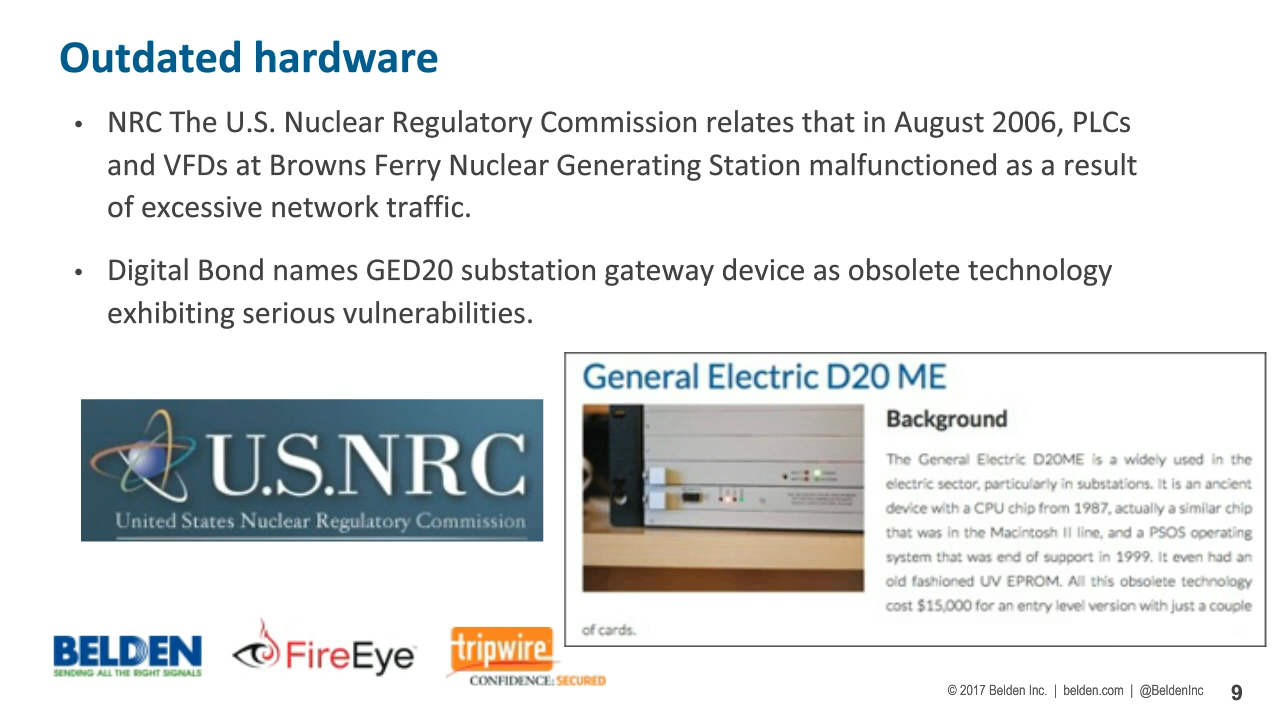 Outdated hardware
• NRC The U.S. Nuclear Regulatory Commission relates that in August 2006, PLCs
and VFDs at Browns Ferry Nuclear Generating Station malfunctioned as a result
of excessive network traffic.
• Digital Bond names GED20 substation gateway device as obsolete technology
exhibiting serious vulnerabilities.
U.S.NRC
United States Nuclear Regulatory Commission
General Electric D20 ME
Background
The General Electric D20ME is a widely used in the
electric sector, particularly in substations. It is an ancient
device with a CPU chip from 1987, actually a similar chip
that was in the Macintosh II line, and a PSOS operating
system that was end of support in 1999. It even had an
old fashioned UV EPROM. All this obsolete technology
cost $15,000 for an entry level version with just a couple
of cards.
BELDEN
SENDING ALL THE RIGHT SIGNALS
FireEye
tripwire
CONFIDENCE: SECURED
© 2017 Belden Inc. | belden.com | @BeldenInc 9